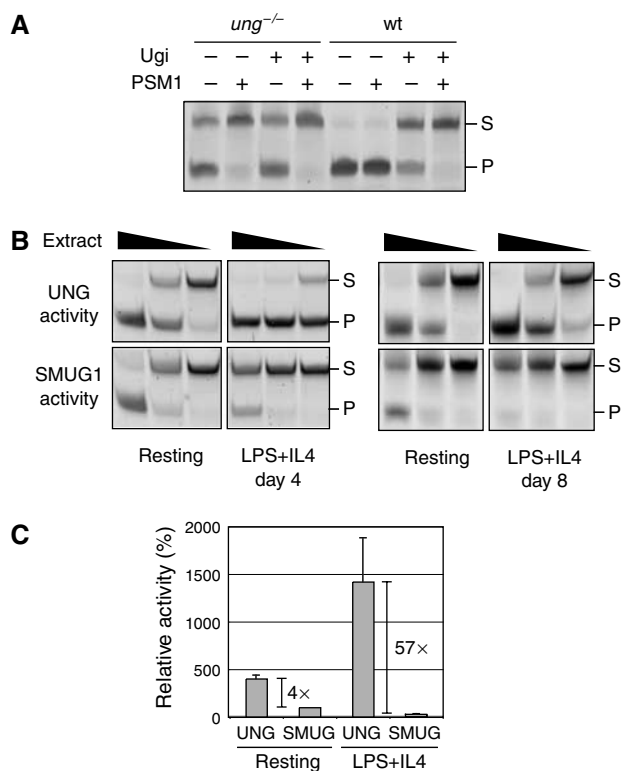 A
ung−/− wt
Ugi − − + + − − + +
PSM1 − + − + − + − +
S
P
B
Extract
UNG activity
S
P
SMUG1 activity
S
P
Resting
LPS+IL4 day 4
S
P
S
P
Resting
LPS+IL4 day 8
C
Relative activity (%)
2000
1500
1000
500
0
4×
57×
UNG SMUG UNG SMUG
Resting LPS+IL4